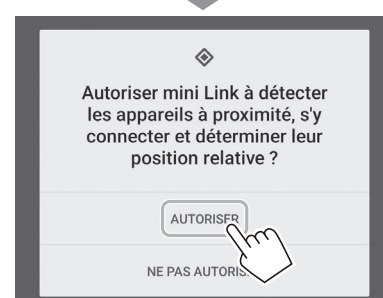 Autoriser mini Link à détecter
les appareils à proximité, s'y
connecter et déterminer leur
position relative ?
AUTORISER
NE PAS AUTORIS